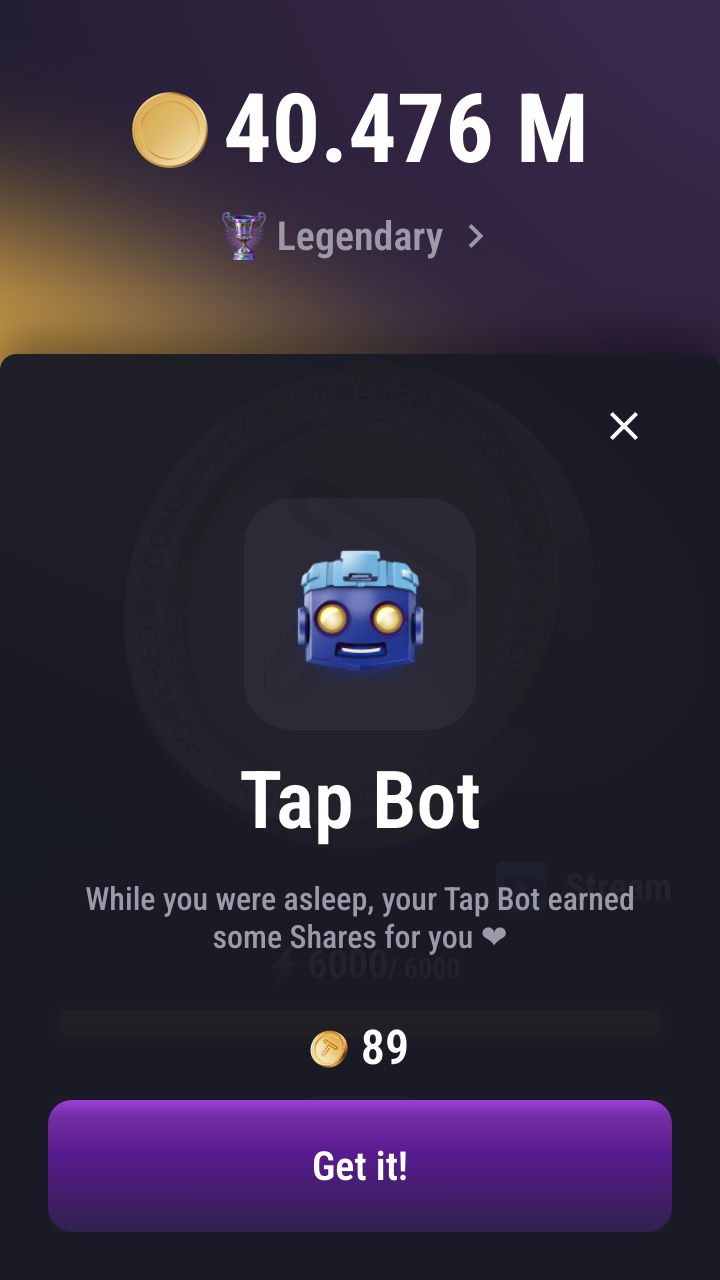 40.476 M
Legendary
POWERED BY COMMUNITY • POWERED BY COMMUNITY • POWERED BY
Tap Bot
Stream
While you were asleep, your Tap Bot earned
some Shares for you ❤
6000 / 6000
89
Get it!